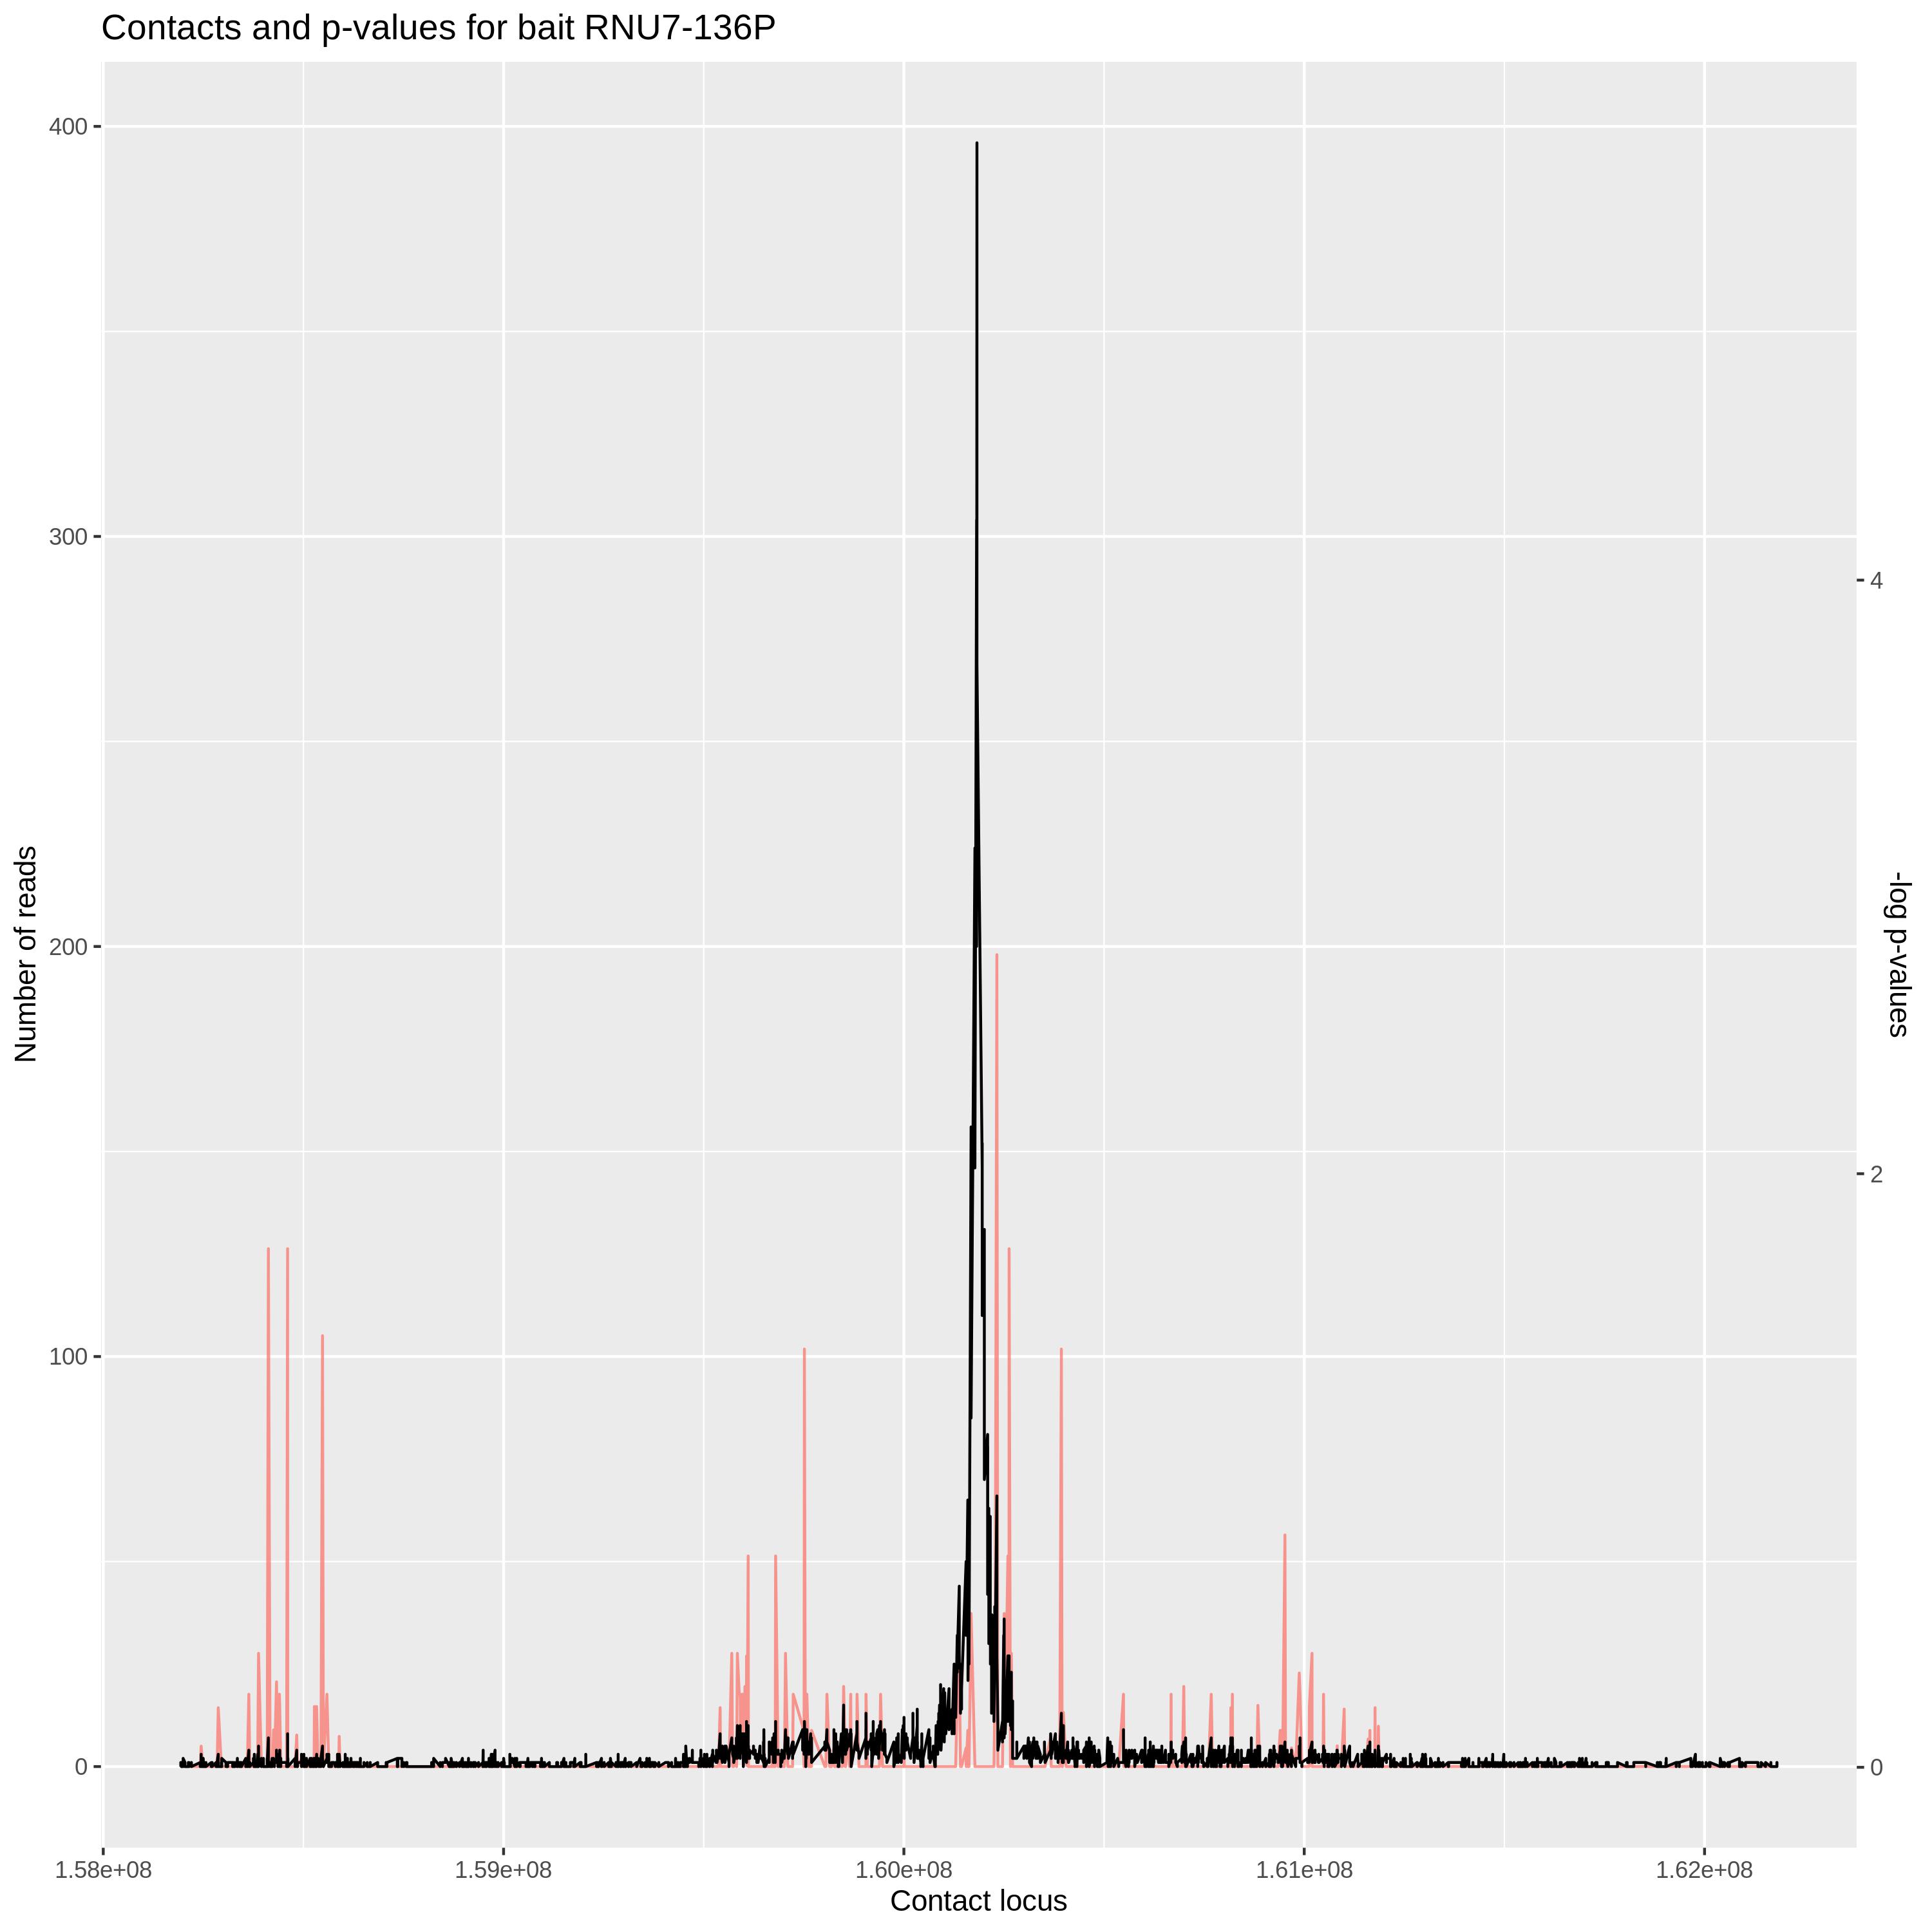 Contacts and p-values for bait RNU7-136P
400
300
200
100
0
Number of reads
4
2
0
-log p-values
1.58e+08
1.59e+08
1.60e+08
1.61e+08
1.62e+08
Contact locus